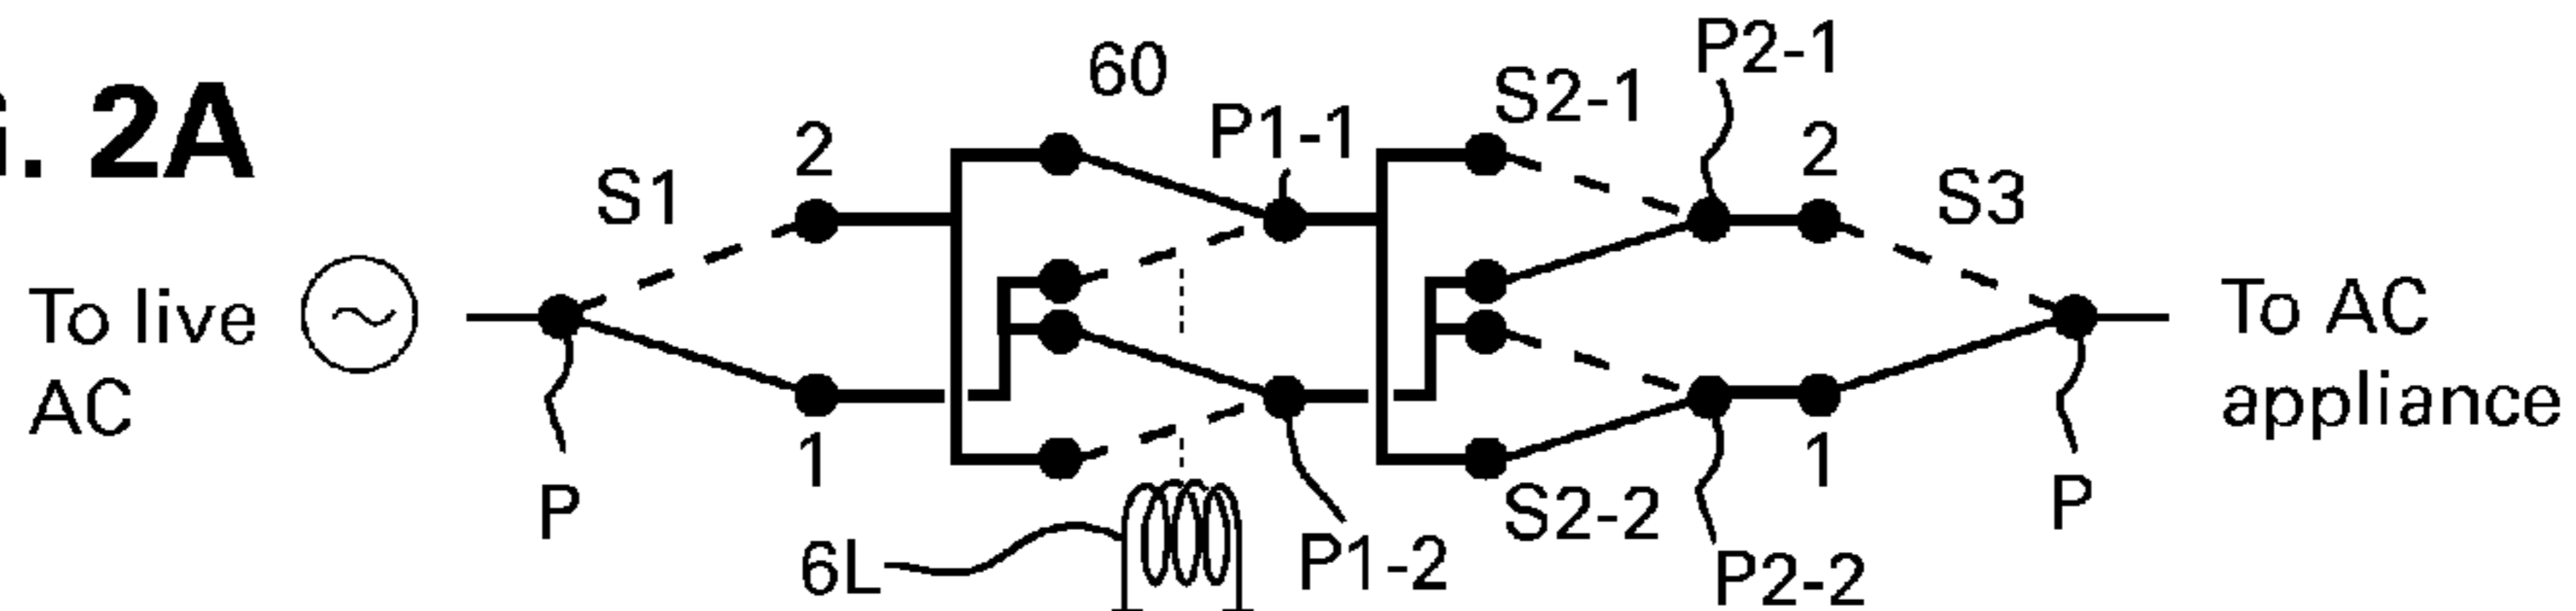 . 2A
60
P2-1
S2-1
P1-1
2
2
S1
S3
To live
AC
To AC
appliance
1
1
P
P
6L
P1-2
S2-2
P2-2